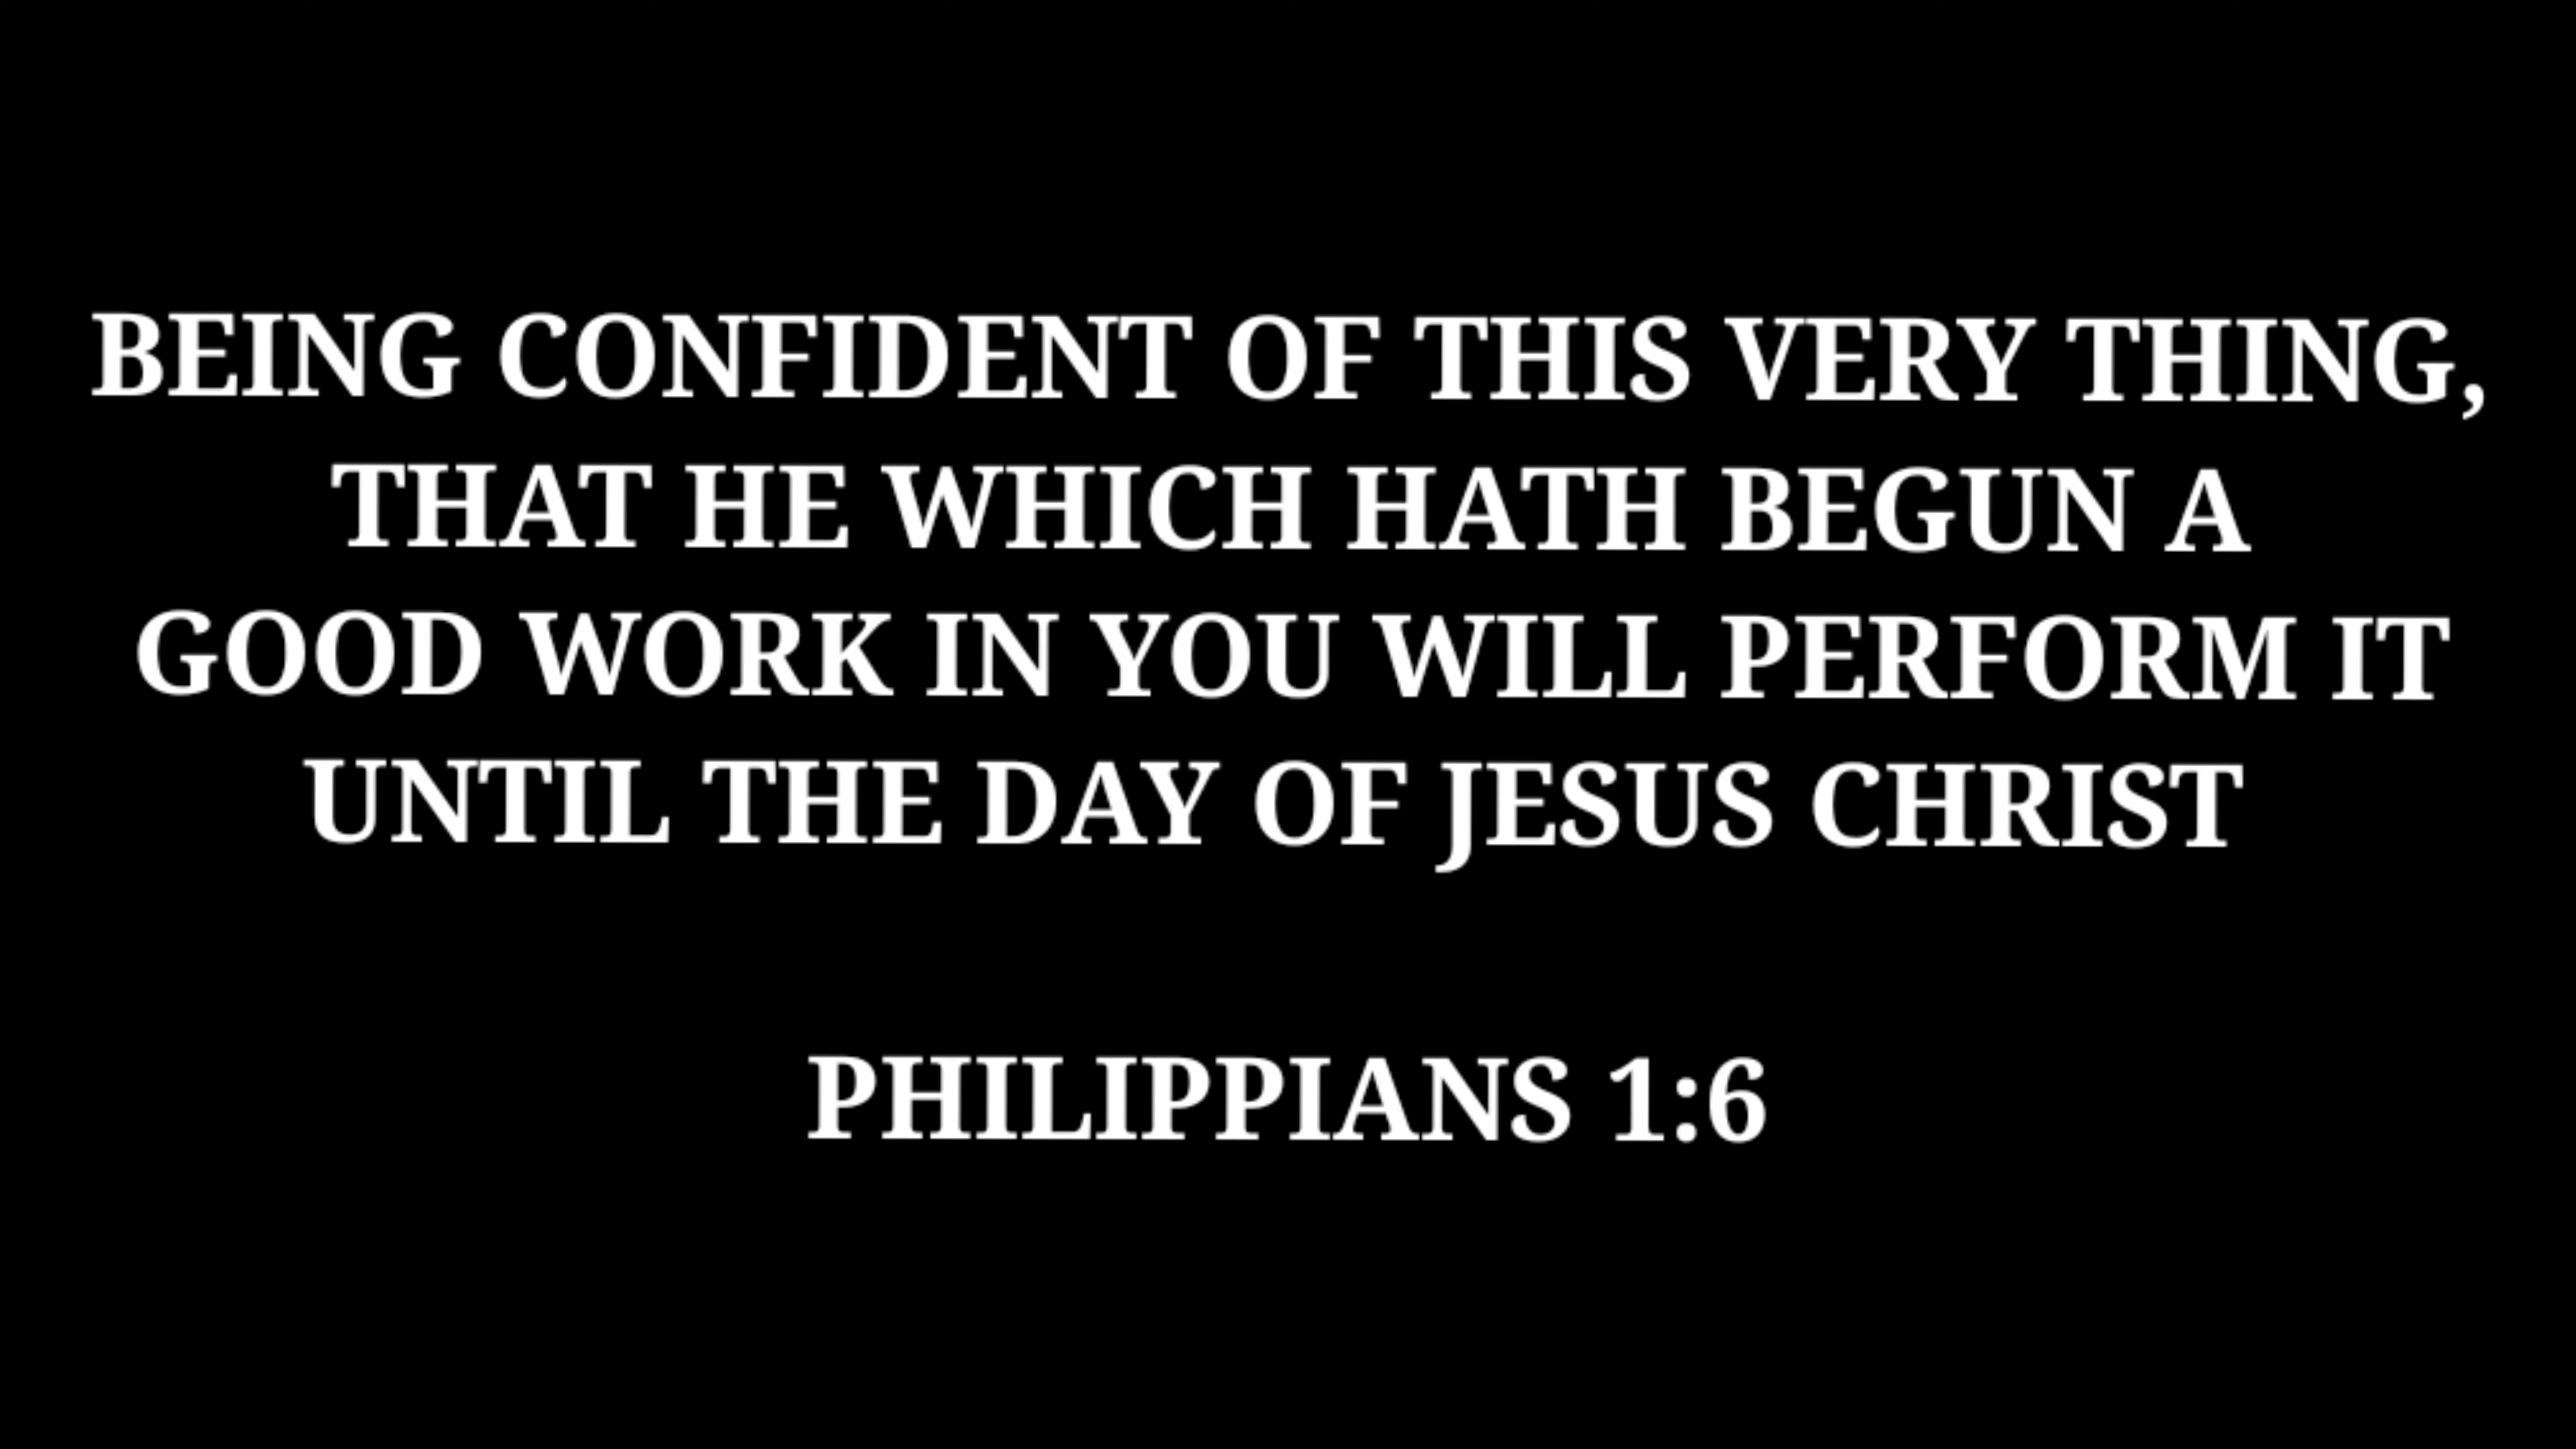 BEING CONFIDENT OF THIS VERY THING,
THAT HE WHICH HATH BEGUN A
GOOD WORK IN YOU WILL PERFORM IT
UNTIL THE DAY OF JESUS CHRIST
PHILIPPIANS 1:6